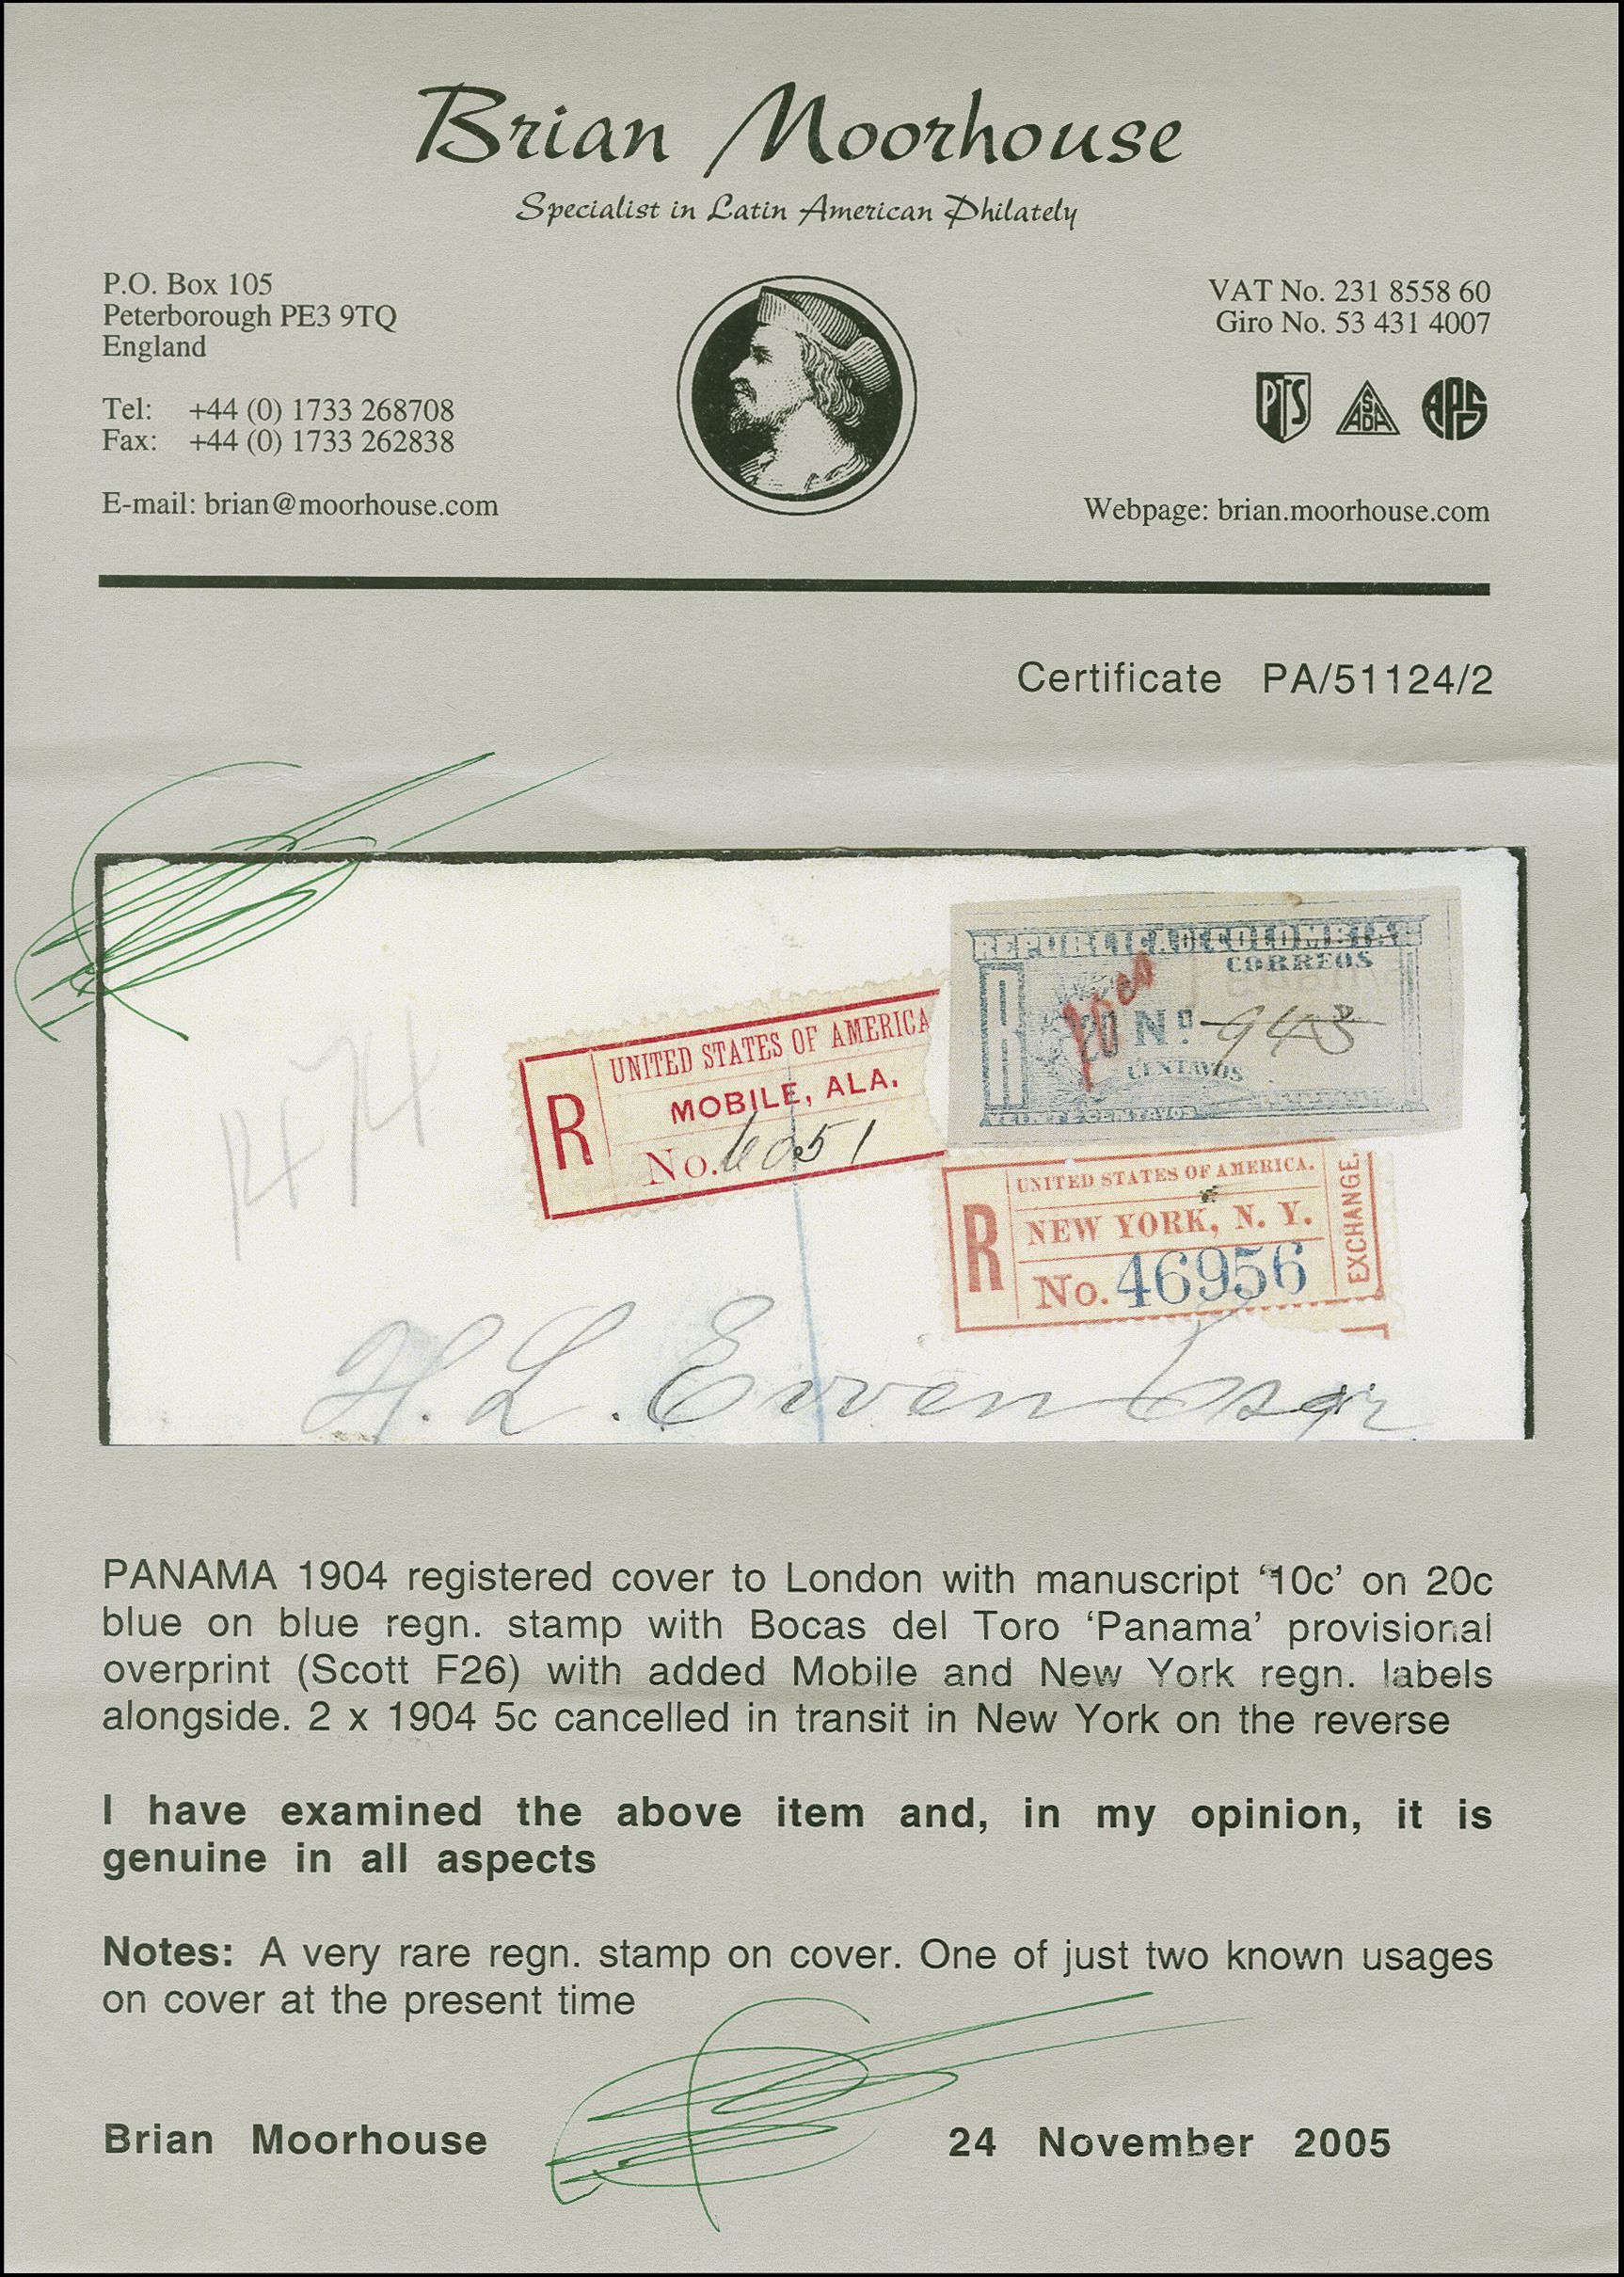 Brian Moorhouse
Specialist in Latin American Philately
P.O. Box 105
Peterborough PE3 9TQ
England
Tel: +44 (0) 1733 268708
Fax: +44 (0) 1733 262838
E-mail: brian@moorhouse.com
VAT No. 231 8558 60
Giro No. 53 431 4007
PTS ASDA APS
Webpage: brian.moorhouse.com
Certificate PA/51124/2
REPUBLICA DE COLOMBIA
CORREOS
No. 943
20
CENTAVOS
VEINTE CENTAVOS
R
UNITED STATES OF AMERICA
MOBILE, ALA.
No. 6051
R
UNITED STATES OF AMERICA.
NEW YORK, N. Y.
No. 46956
EXCHANGE.
H. L. Ewen Esqr
PANAMA 1904 registered cover to London with manuscript ‘10c’ on 20c
blue on blue regn. stamp with Bocas del Toro ‘Panama’ provisional
overprint (Scott F26) with added Mobile and New York regn. labels
alongside. 2 x 1904 5c cancelled in transit in New York on the reverse
I have examined the above item and, in my opinion, it is
genuine in all aspects
Notes: A very rare regn. stamp on cover. One of just two known usages
on cover at the present time
Brian Moorhouse 24 November 2005